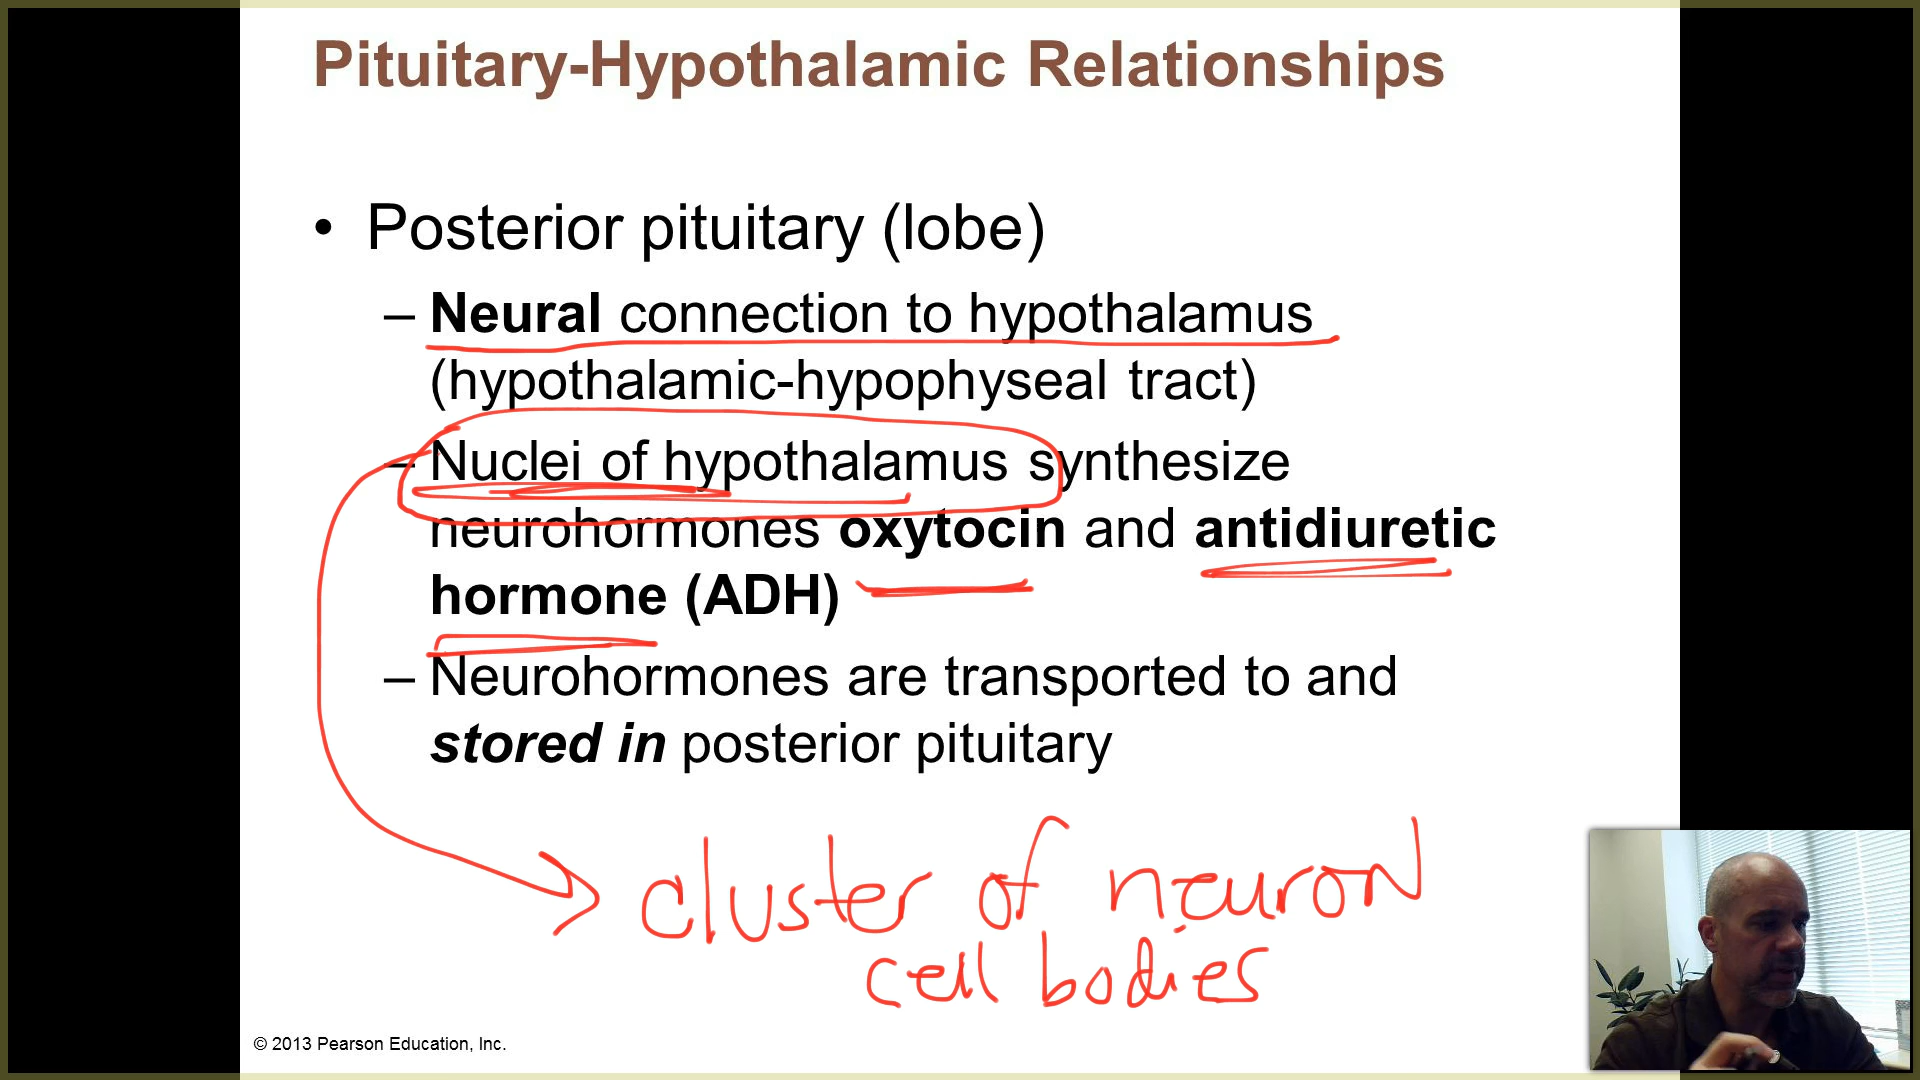 Pituitary-Hypothalamic Relationships
• Posterior pituitary (lobe)
– Neural connection to hypothalamus
(hypothalamic-hypophyseal tract)
– Nuclei of hypothalamus synthesize
neurohormones oxytocin and antidiuretic
hormone (ADH)
– Neurohormones are transported to and
stored in posterior pituitary
cluster of neuron
cell bodies
© 2013 Pearson Education, Inc.